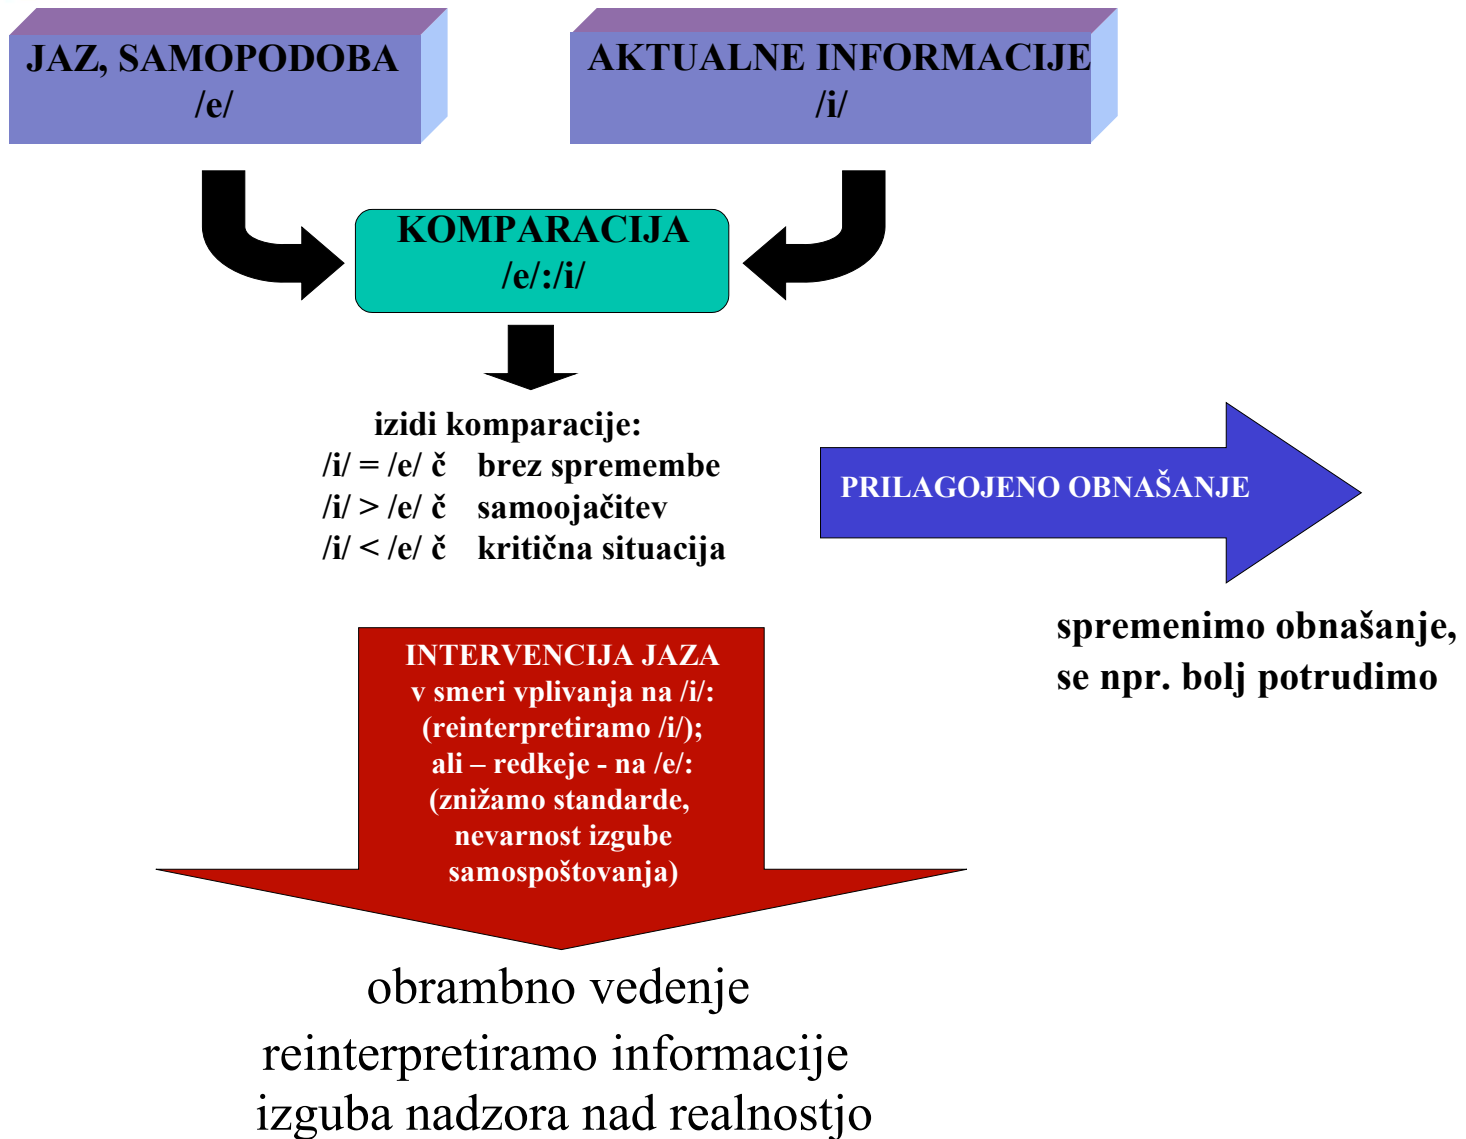 JAZ, SAMOPODOBA
/e/
AKTUALNE INFORMACIJE
/i/
KOMPARACIJA
/e/:/i/
izidi komparacije:
/i/ = /e/ č brez spremembe
/i/ > /e/ č samoojačitev
/i/ < /e/ č kritična situacija
PRILAGOJENO OBNAŠANJE
spremenimo obnašanje,
se npr. bolj potrudimo
INTERVENCIJA JAZA
v smeri vplivanja na /i/:
(reinterpretiramo /i/);
ali – redkeje - na /e/:
(znižamo standarde,
nevarnost izgube
samospoštovanja)
obrambno vedenje
reinterpretiramo informacije
izguba nadzora nad realnostjo